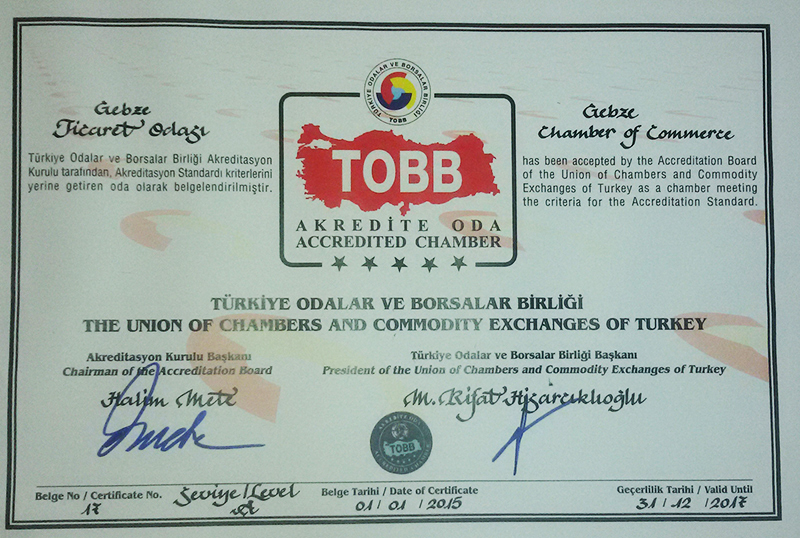 TÜRKİYE ODALAR VE BORSALAR BİRLİĞİ
TOBB
Gebze
Ticaret Odası
Türkiye Odalar ve Borsalar Birliği Akreditasyon
Kurulu tarafından, Akreditasyon Standardı kriterlerini
yerine getiren oda olarak belgelendirilmiştir.
TOBB
AKREDİTE ODA
ACCREDITED CHAMBER
Gebze
Chamber of Commerce
has been accepted by the Accreditation Board
of the Union of Chambers and Commodity
Exchanges of Turkey as a chamber meeting
the criteria for the Accreditation Standard.
TÜRKİYE ODALAR VE BORSALAR BİRLİĞİ
THE UNION OF CHAMBERS AND COMMODITY EXCHANGES OF TURKEY
Akreditasyon Kurulu Başkanı
Chairman of the Accreditation Board
Halim Mete
Türkiye Odalar ve Borsalar Birliği Başkanı
President of the Union of Chambers and Commodity Exchanges of Turkey
M. Rifat Hisarcıklıoğlu
AKREDİTE ODA
TOBB
Belge No / Certificate No.
17
Seviye/Level
Belge Tarihi / Date of Certificate
01 / 01 / 2015
Geçerlilik Tarihi / Valid Until
31 / 12 / 2017